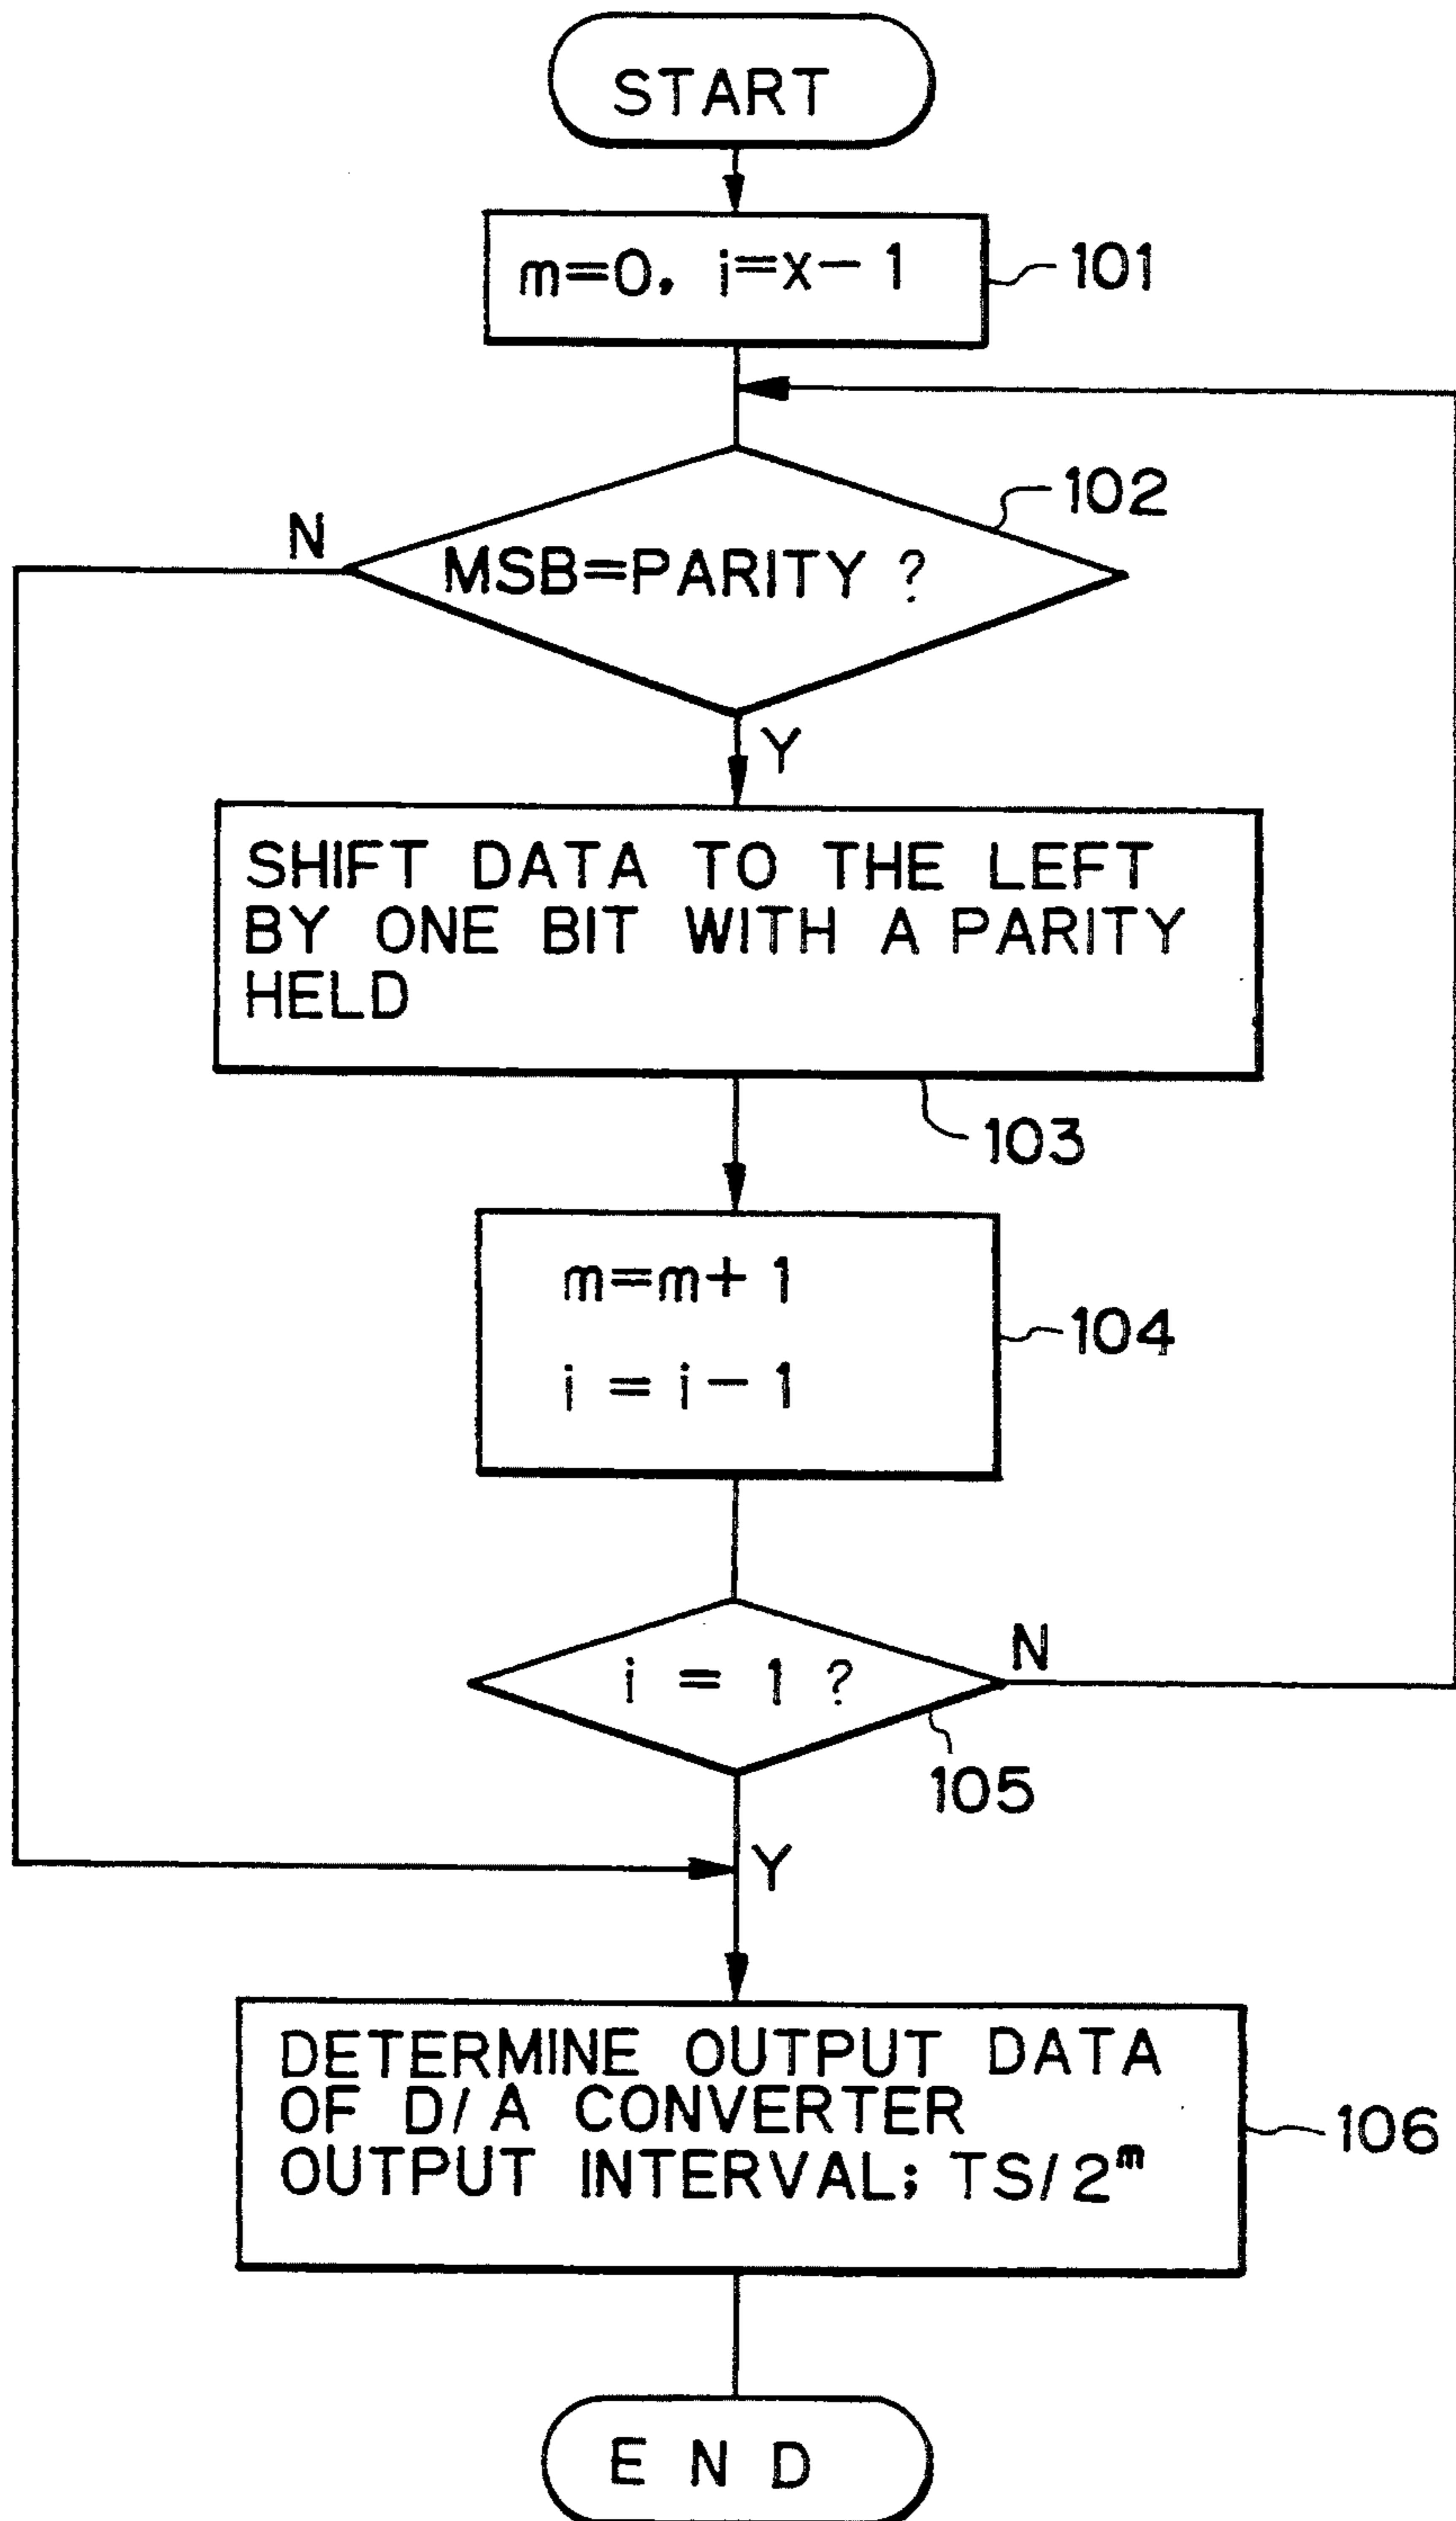 START
m=0, i=x-1
101
102
N
MSB=PARITY ?
Y
SHIFT DATA TO THE LEFT
BY ONE BIT WITH A PARITY
HELD
103
m=m+1
i=i-1
104
i = 1 ?
N
105
Y
DETERMINE OUTPUT DATA
OF D/A CONVERTER
OUTPUT INTERVAL; TS/2^m
106
END